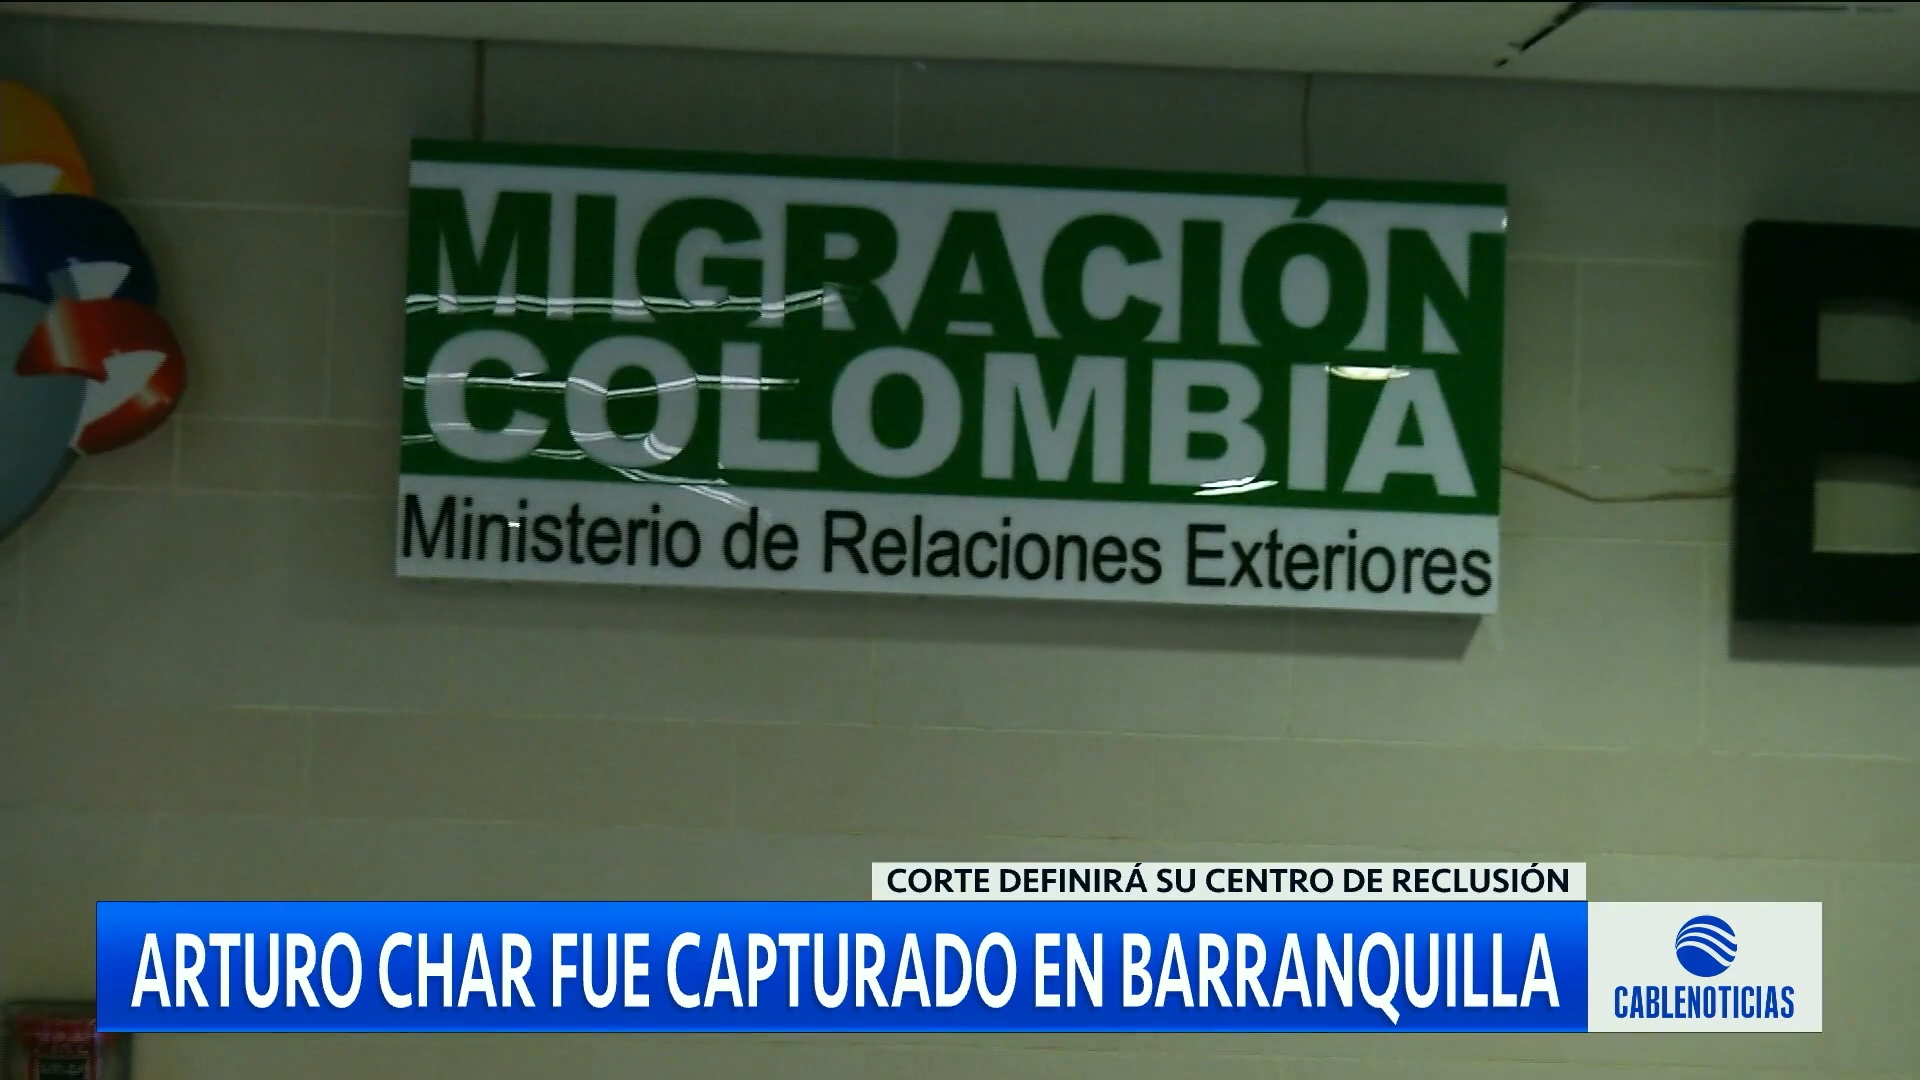 MIGRACIÓN
COLOMBIA
Ministerio de Relaciones Exteriores
B
CORTE DEFINIRÁ SU CENTRO DE RECLUSIÓN
ARTURO CHAR FUE CAPTURADO EN BARRANQUILLA
CABLENOTICIAS